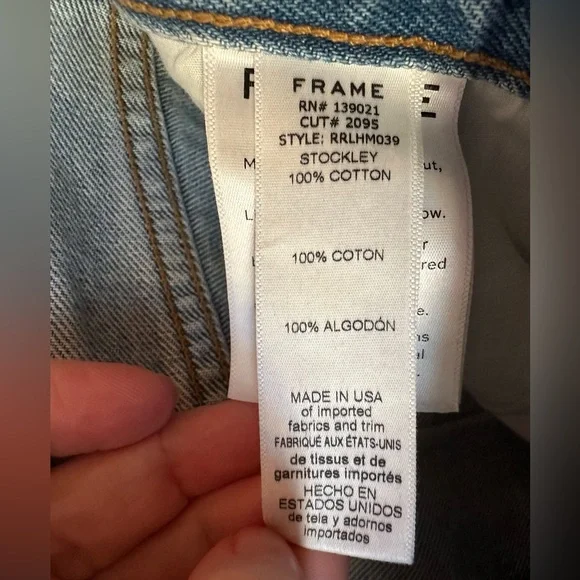 FRAME
RN# 139021
CUT# 2095
STYLE: RRLHM039
STOCKLEY
100% COTTON
100% COTON
100% ALGODÓN
MADE IN USA
of imported
fabrics and trim
FABRIQUÉ AUX ÉTATS-UNIS
de tissus et de
garnitures importés
HECHO EN
ESTADOS UNIDOS
de tela y adornos
importados